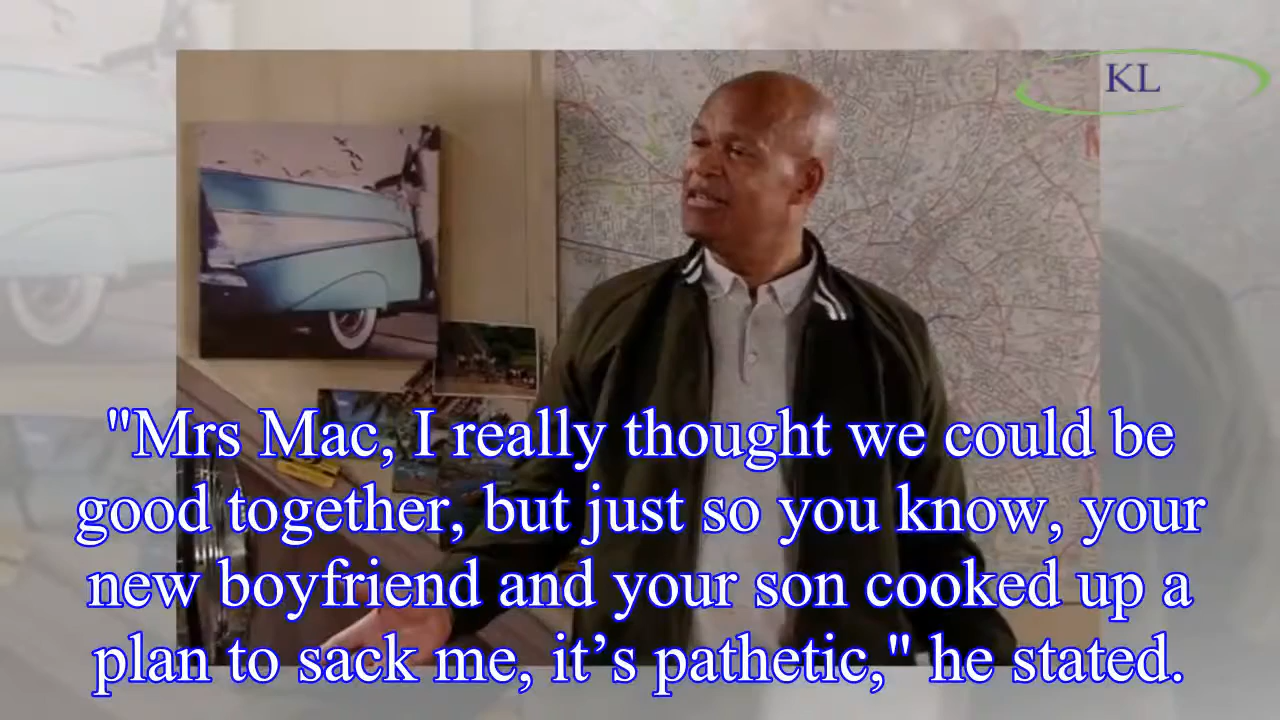 KL
"Mrs Mac, I really thought we could be
good together, but just so you know, your
new boyfriend and your son cooked up a
plan to sack me, it’s pathetic," he stated.